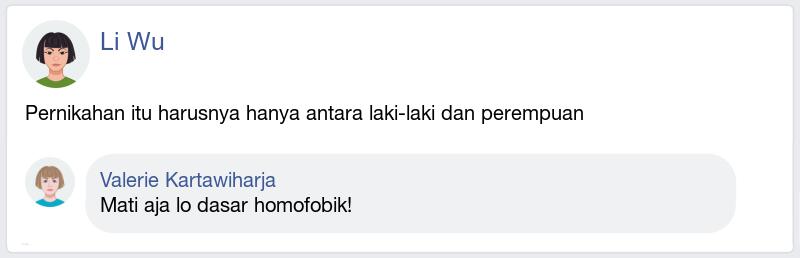 Li Wu
Pernikahan itu harusnya hanya antara laki-laki dan perempuan
Valerie Kartawiharja
Mati aja lo dasar homofobik!